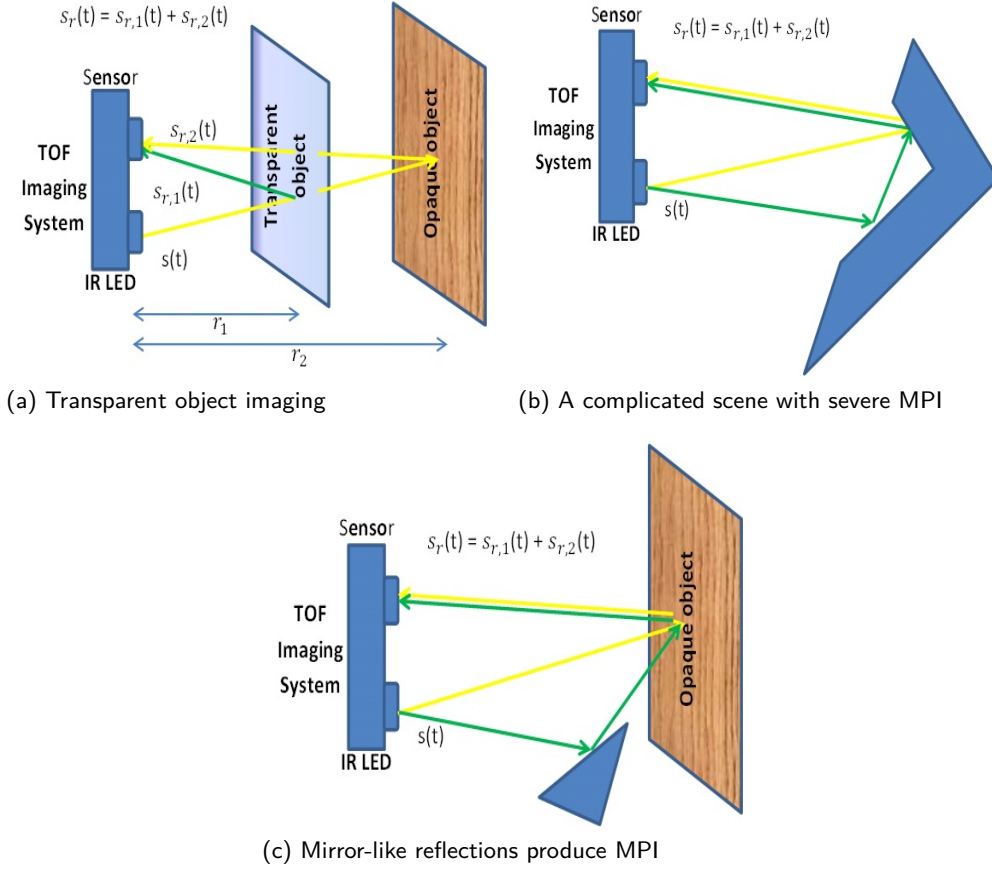 s_r(t) = s_{r,1}(t) + s_{r,2}(t)
Sensor
TOF
Imaging
System
s_{r,2}(t)
s_{r,1}(t)
s(t)
IR LED
Transparent
object
Opaque object
r_1
r_2
(a) Transparent object imaging
s_r(t) = s_{r,1}(t) + s_{r,2}(t)
Sensor
TOF
Imaging
System
s(t)
IR LED
(b) A complicated scene with severe MPI
s_r(t) = s_{r,1}(t) + s_{r,2}(t)
Sensor
TOF
Imaging
System
s(t)
IR LED
Opaque object
(c) Mirror-like reflections produce MPI